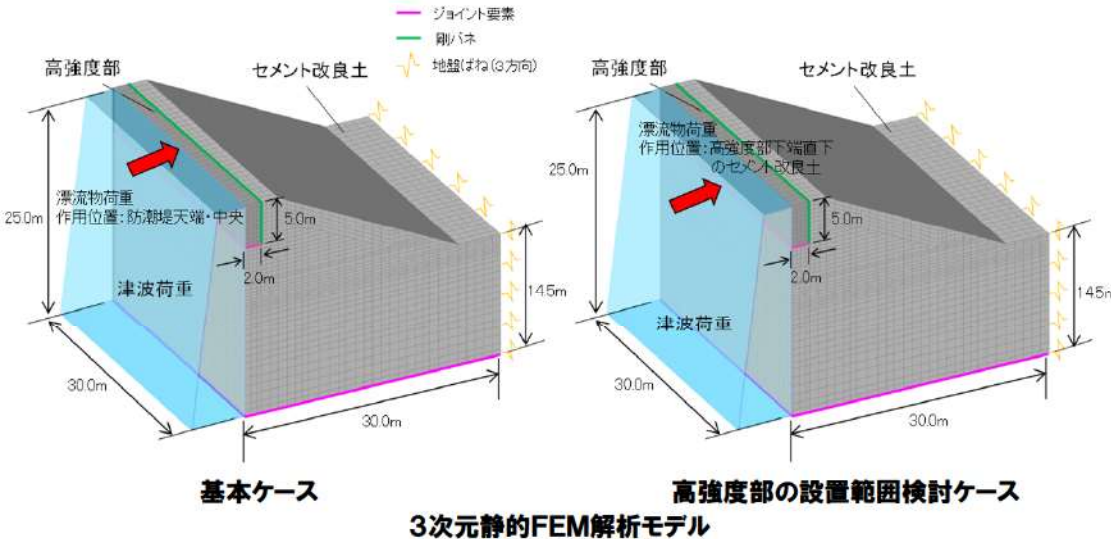 ジョイント要素
剛バネ
地盤ばね(3方向)
高強度部
セメント改良土
漂流物荷重
作用位置:防潮堤天端・中央
25.0m
5.0m
2.0m
津波荷重
14.5m
30.0m
30.0m
基本ケース
高強度部
セメント改良土
漂流物荷重
作用位置:高強度部下端直下
のセメント改良土
25.0m
5.0m
2.0m
津波荷重
14.5m
30.0m
30.0m
高強度部の設置範囲検討ケース
3次元静的FEM解析モデル